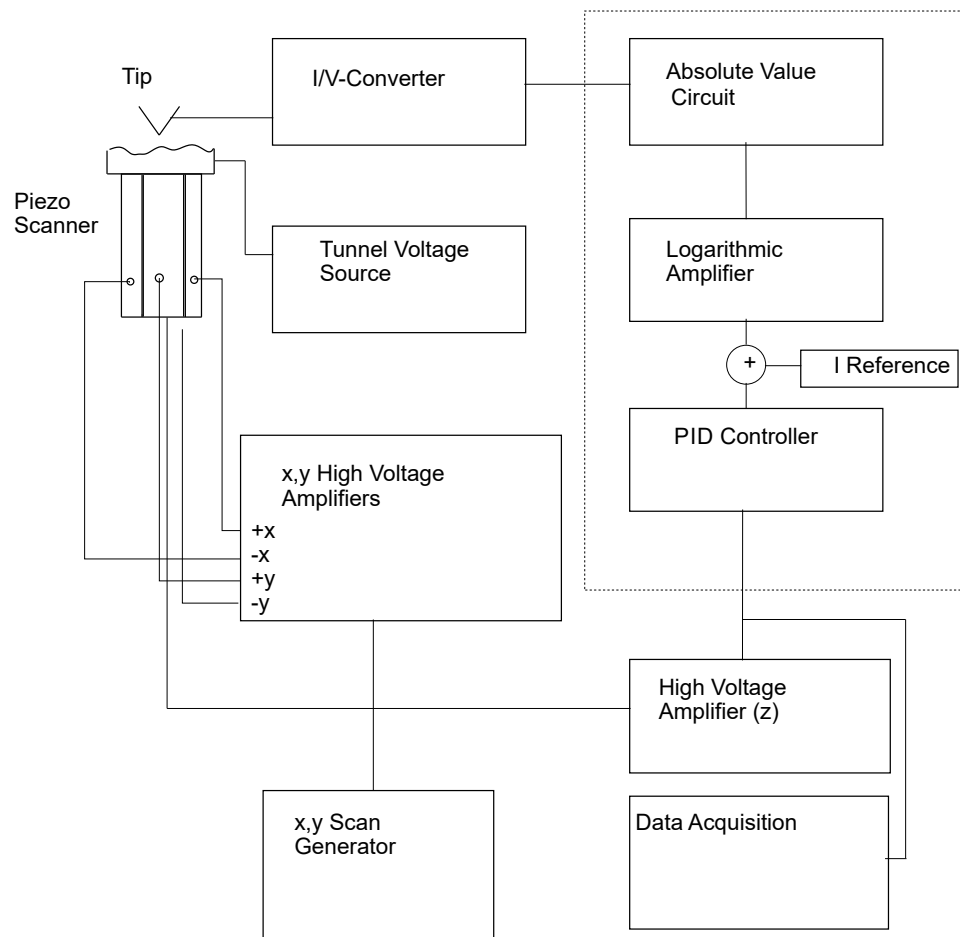 Tip
I/V-Converter
Absolute Value
Circuit
Piezo
Scanner
Tunnel Voltage
Source
Logarithmic
Amplifier
+
I Reference
PID Controller
x,y High Voltage
Amplifiers
+x
-x
+y
-y
High Voltage
Amplifier (z)
x,y Scan
Generator
Data Acquisition